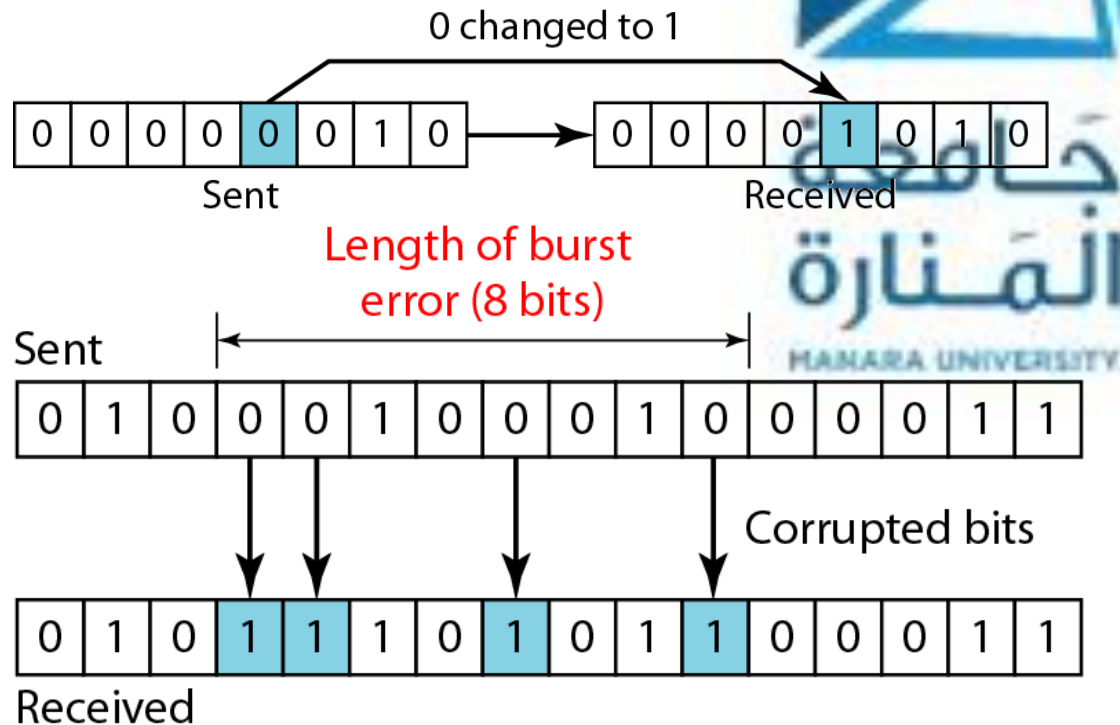 0 changed to 1
0 0 0 0 0 0 1 0
0 0 0 0 1 0 1 0
Sent
Received
جَامعة
المَنارة
MANARA UNIVERSITY
Length of burst
error (8 bits)
Sent
0 1 0 0 0 1 0 0 0 1 0 0 0 0 1 1
Corrupted bits
0 1 0 1 1 1 0 1 0 1 1 0 0 0 1 1
Received